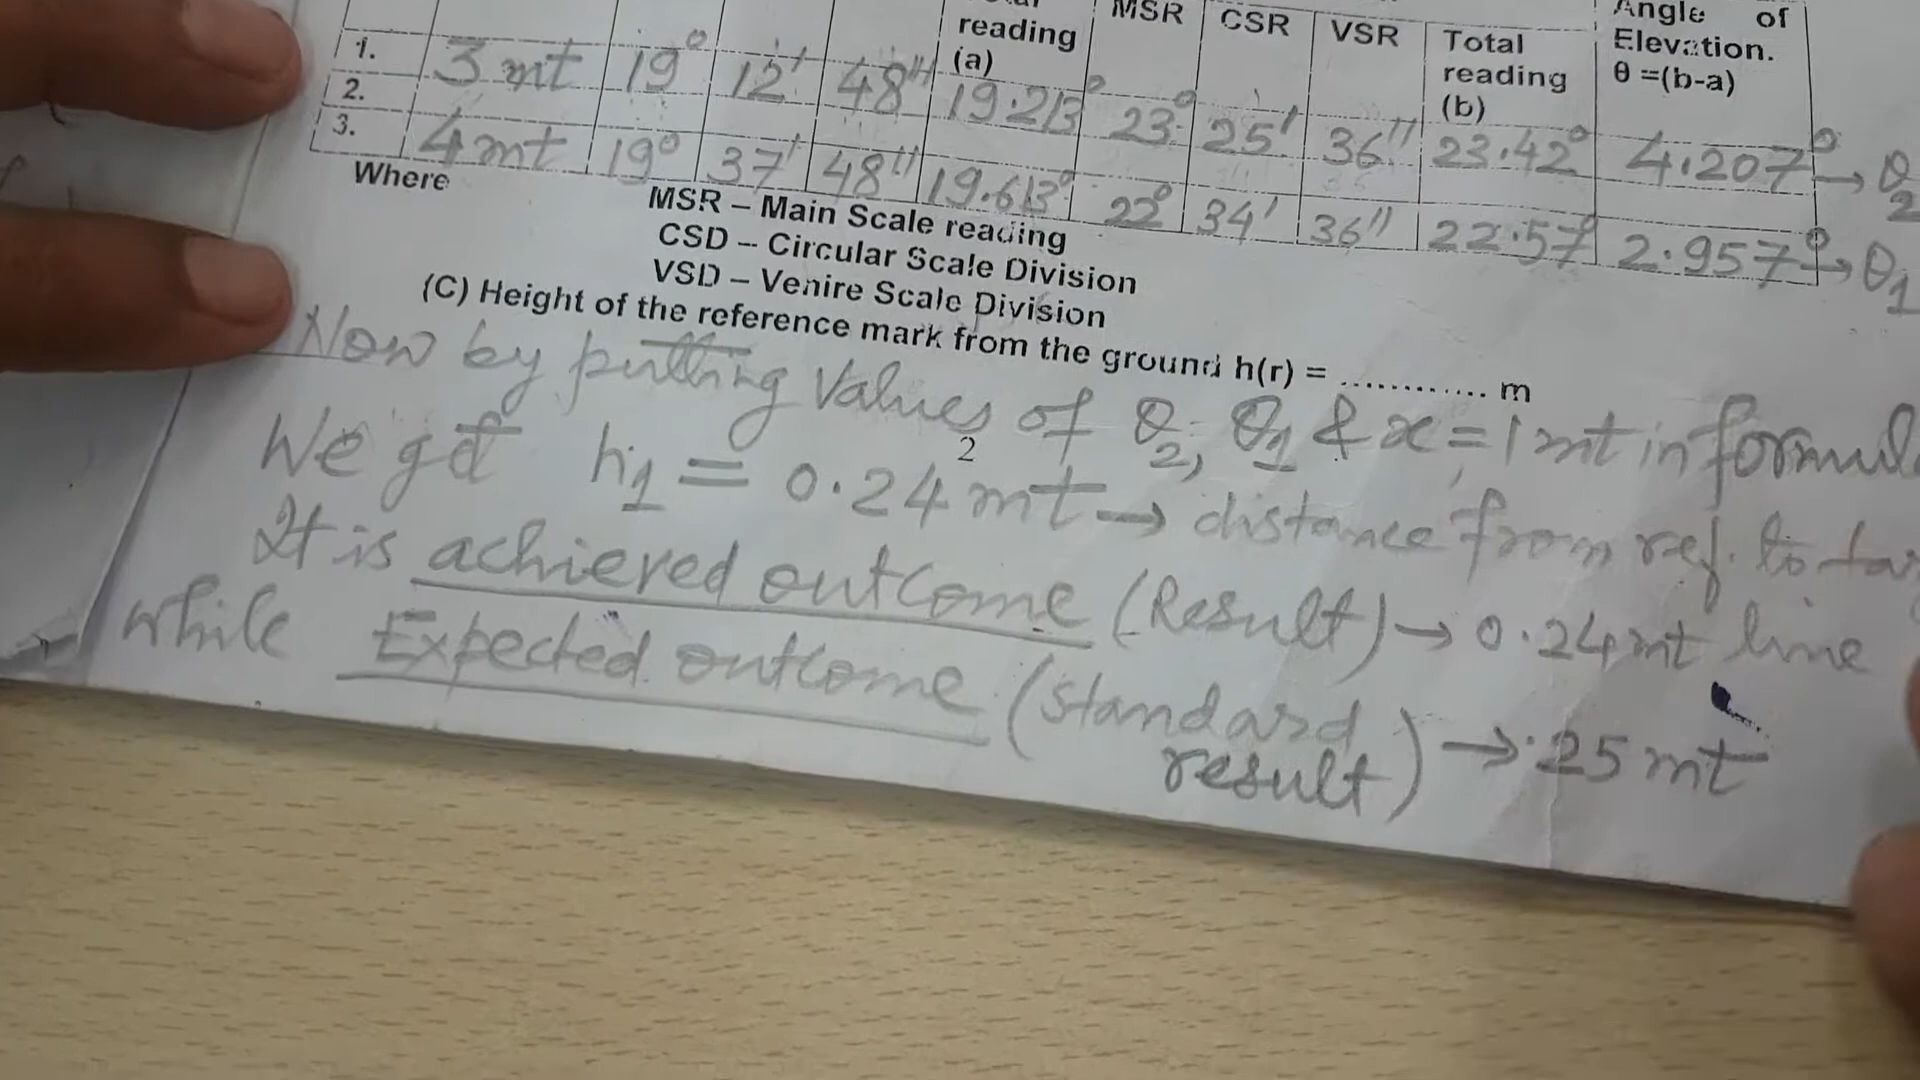 reading (a) MSR CSR VSR Total reading (b) Angle of Elevation. θ =(b-a)
1. 3 mt 19° 12' 48" 19.213° 23° 25' 36" 23.42° 4.207° → θ2
2.
3. 4 mt 19° 37' 48" 19.613° 22° 34' 36" 22.57° 2.957° → θ1
Where
MSR – Main Scale reading
CSD – Circular Scale Division
VSD – Venire Scale Division
(C) Height of the reference mark from the ground h(r) = ............ m
Now by putting values of θ2, θ1 & x = 1 mt in
2
We get h1 = 0.24 mt → distance from ref. to
It is achieved outcome (Result) → 0.24 mt line
while Expected outcome (standard result) → .25 mt